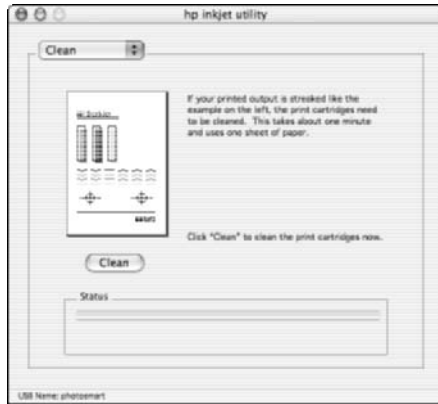 hp inkjet utility
Clean
If your printed output is streaked like the
example on the left, the print cartridges need
to be cleaned. This takes about one minute
and uses one sheet of paper.
Click "Clean" to clean the print cartridges now.
Clean
Status
USB Name: photosmart